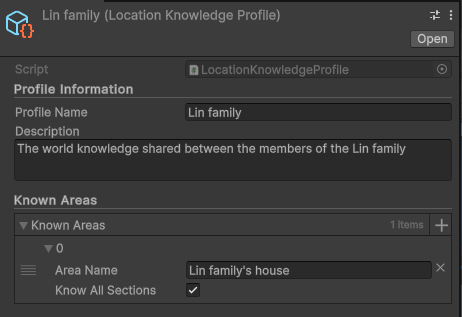 Lin family (Location Knowledge Profile)
Open
Script LocationKnowledgeProfile
Profile Information
Profile Name Lin family
Description
The world knowledge shared between the members of the Lin family
Known Areas
Known Areas 1 Items
0
Area Name Lin family's house
Know All Sections